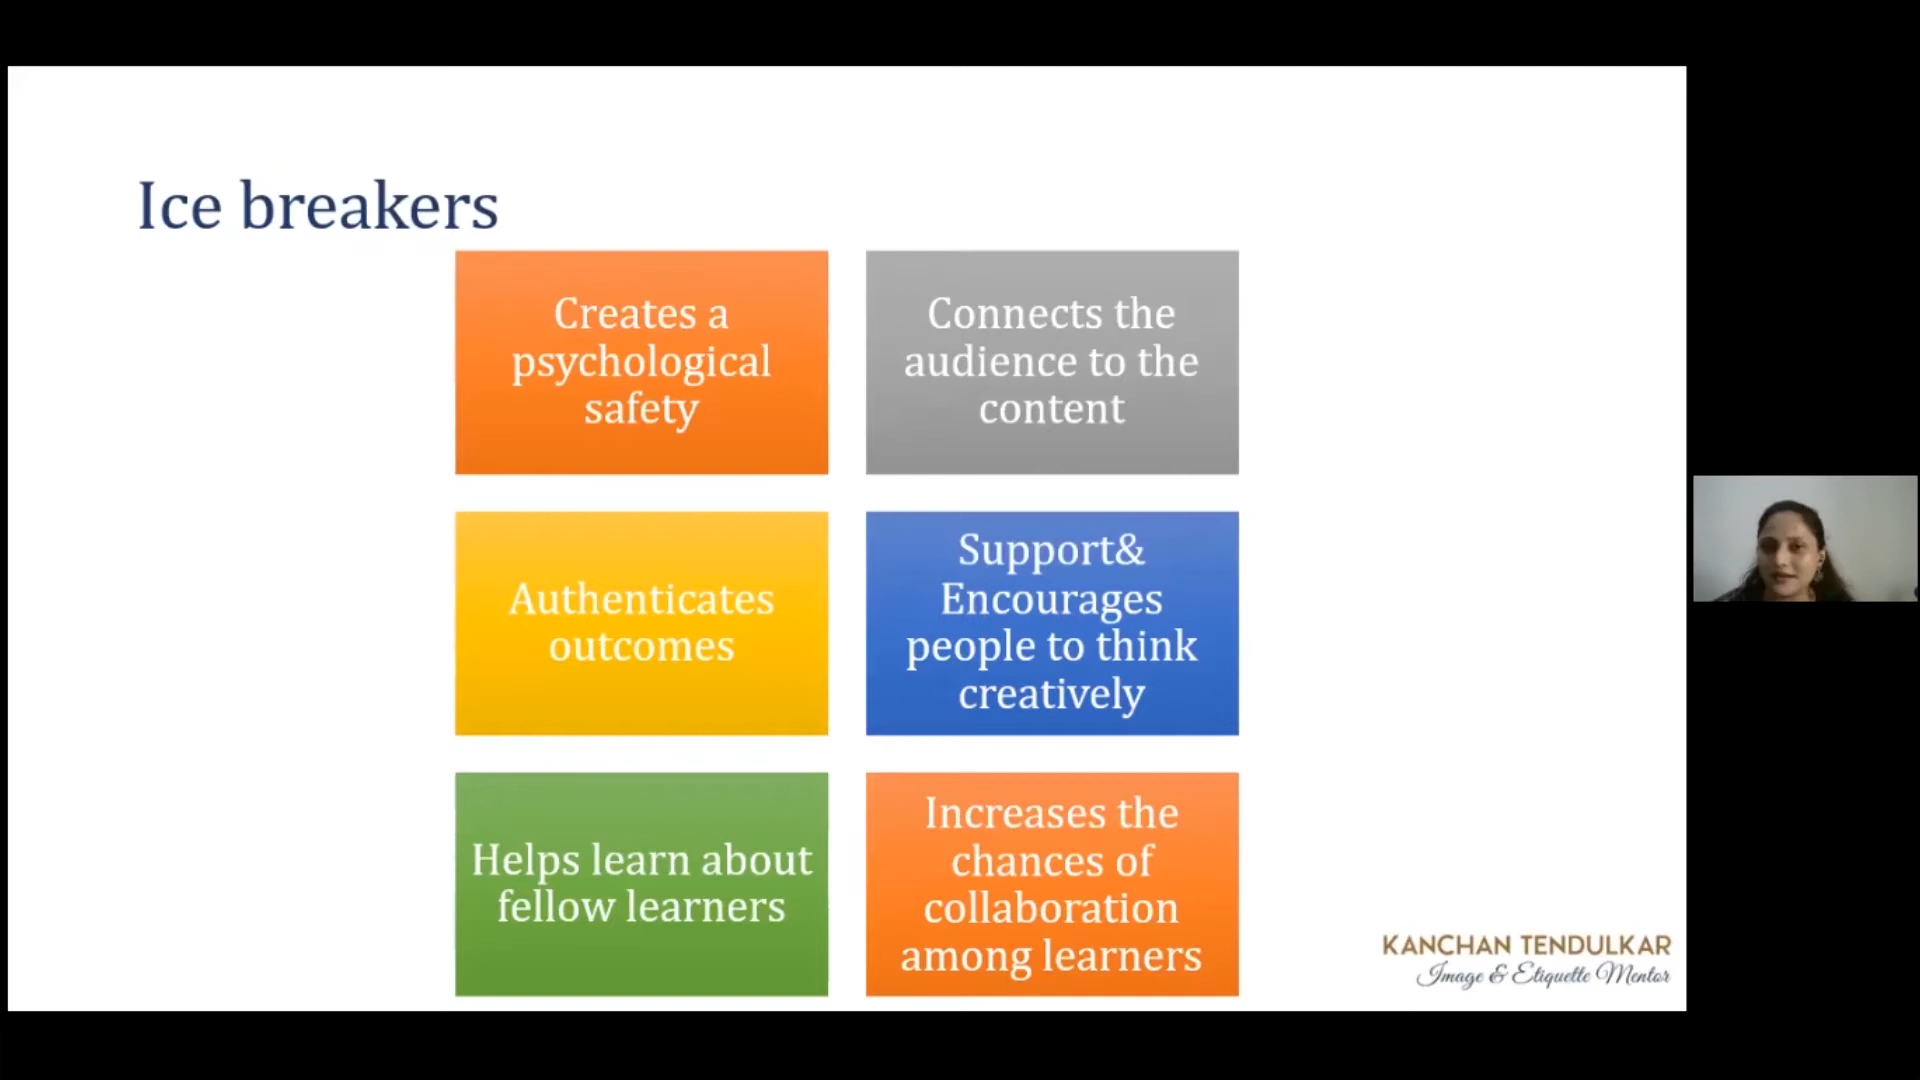 Ice breakers
Creates a
psychological
safety
Connects the
audience to the
content
Authenticates
outcomes
Support&
Encourages
people to think
creatively
Helps learn about
fellow learners
Increases the
chances of
collaboration
among learners
KANCHAN TENDULKAR
Image & Etiquette Mentor